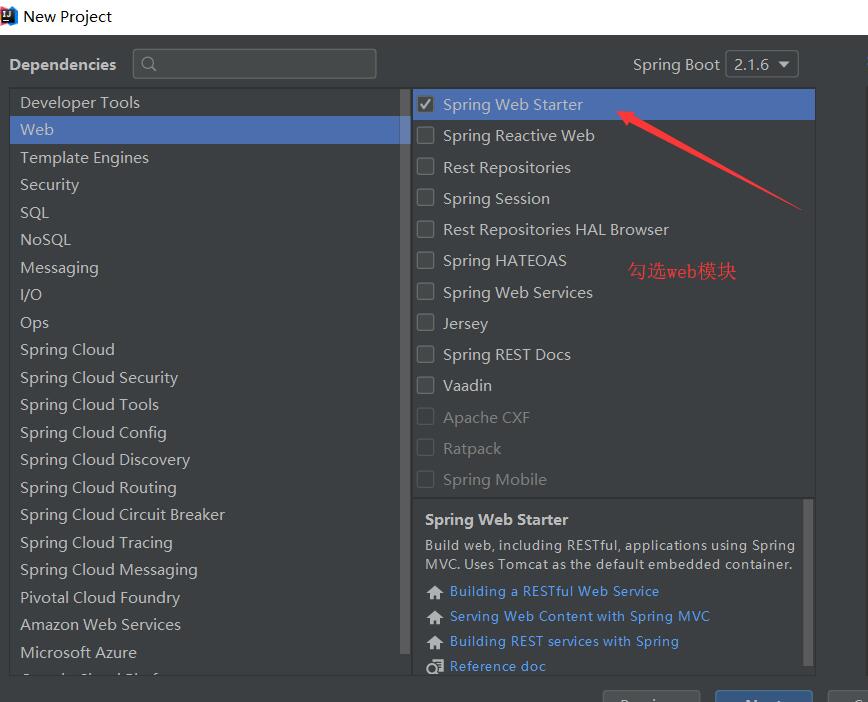 New Project
Dependencies
Spring Boot 2.1.6
Developer Tools
Web
Template Engines
Security
SQL
NoSQL
Messaging
I/O
Ops
Spring Cloud
Spring Cloud Security
Spring Cloud Tools
Spring Cloud Config
Spring Cloud Discovery
Spring Cloud Routing
Spring Cloud Circuit Breaker
Spring Cloud Tracing
Spring Cloud Messaging
Pivotal Cloud Foundry
Amazon Web Services
Microsoft Azure
Spring Web Starter
Spring Reactive Web
Rest Repositories
Spring Session
Rest Repositories HAL Browser
Spring HATEOAS
勾选web模块
Spring Web Services
Jersey
Spring REST Docs
Vaadin
Apache CXF
Ratpack
Spring Mobile
Spring Web Starter
Build web, including RESTful, applications using Spring
MVC. Uses Tomcat as the default embedded container.
Building a RESTful Web Service
Serving Web Content with Spring MVC
Building REST services with Spring
Reference doc